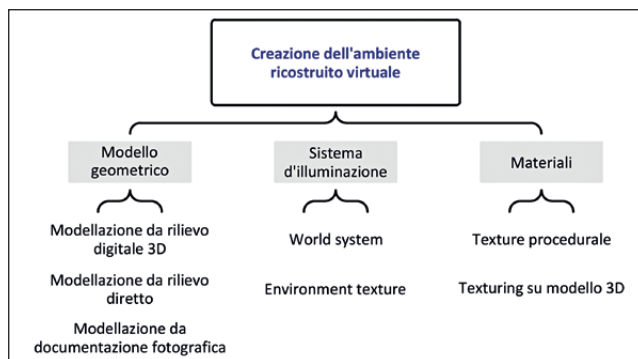 Creazione dell'ambiente
ricostruito virtuale
Modello
geometrico
Sistema
d'illuminazione
Materiali
Modellazione da rilievo
digitale 3D
Modellazione da rilievo
diretto
Modellazione da
documentazione fotografica
World system
Environment texture
Texture procedurale
Texturing su modello 3D